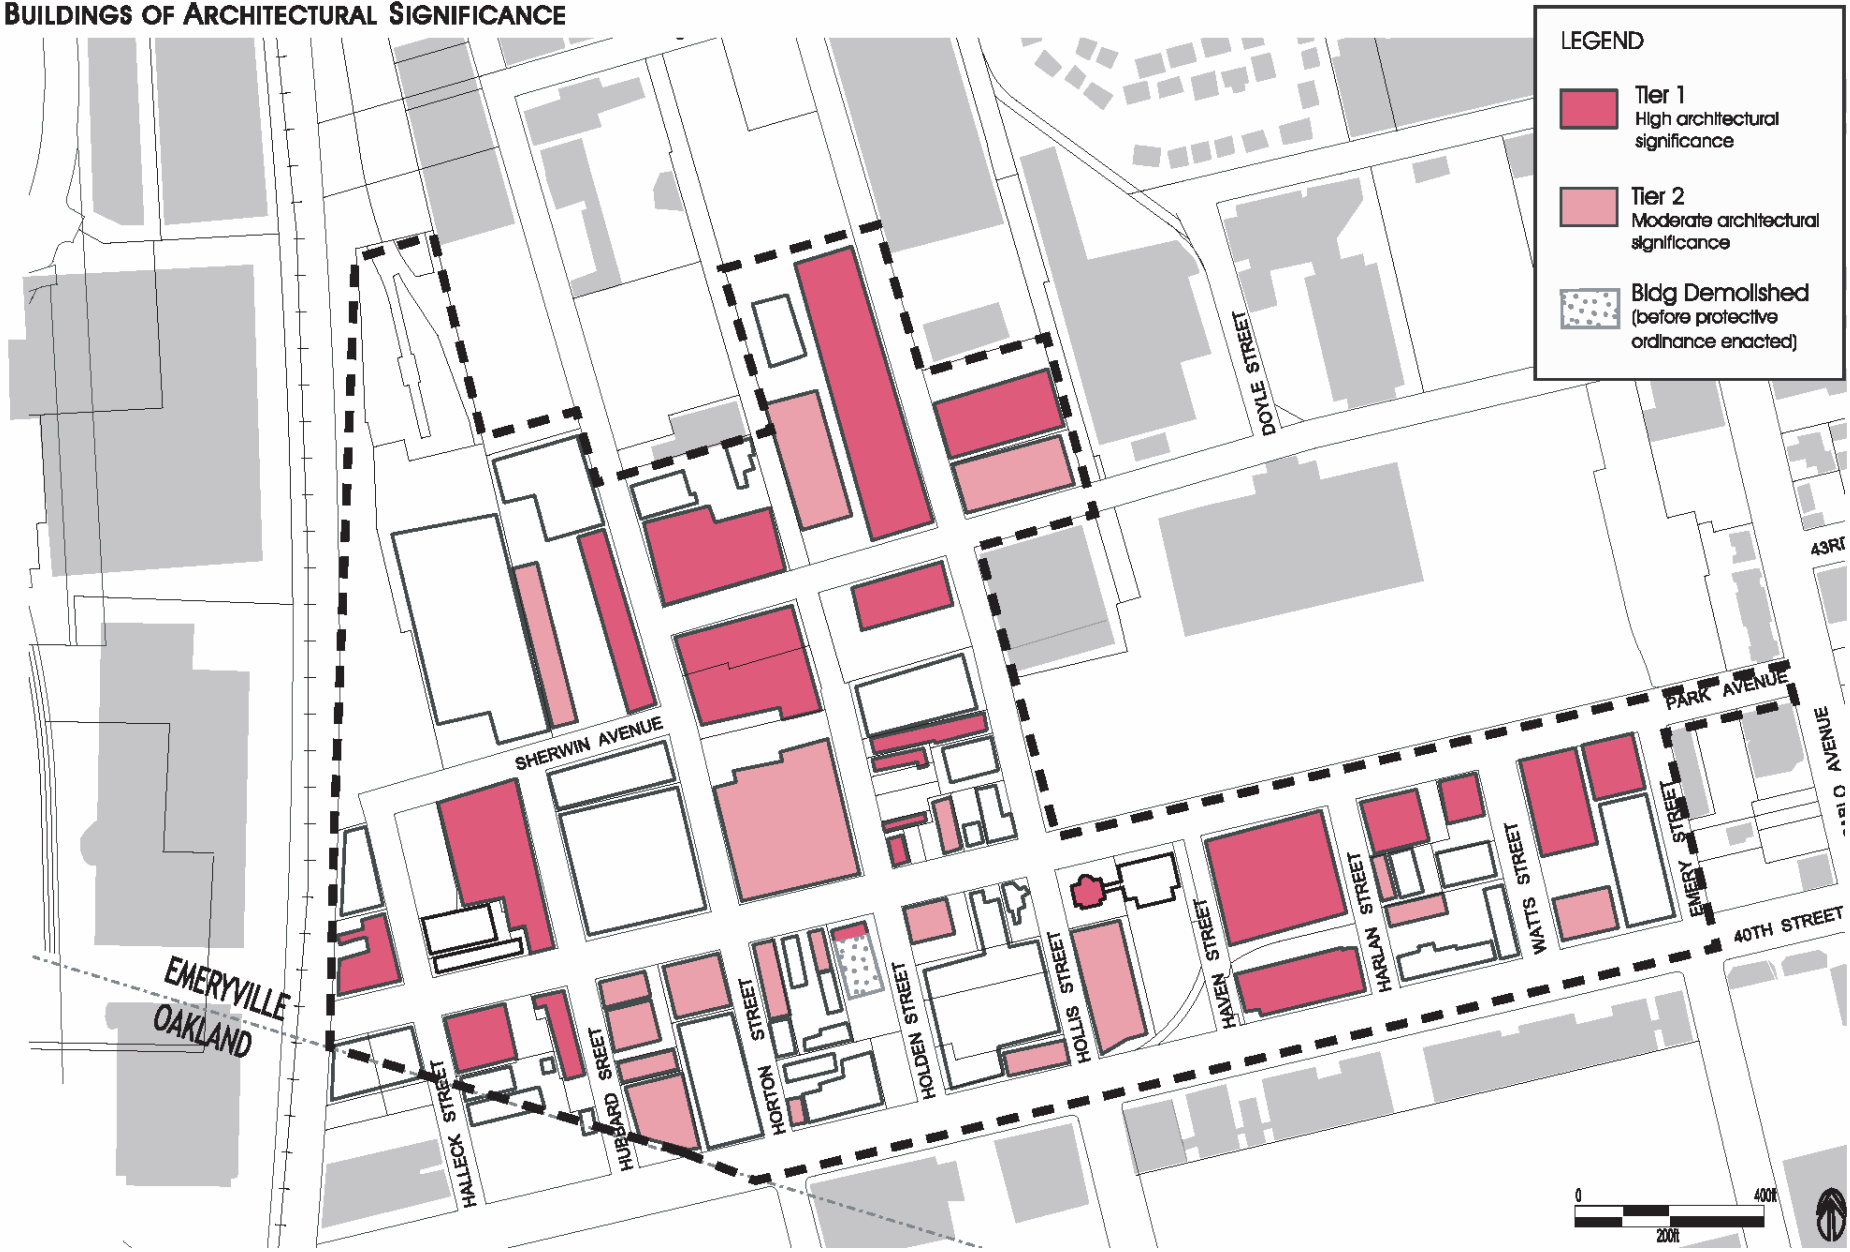 BUILDINGS OF ARCHITECTURAL SIGNIFICANCE
LEGEND
Tier 1
High architectural
significance
Tier 2
Moderate architectural
significance
Bldg Demolished
(before protective
ordinance enacted)
DOYLE STREET
43RD
PARK AVENUE
SHERWIN AVENUE
EMERY STREET
40TH STREET
WATTS STREET
HARLAN STREET
HAVEN STREET
HOLLIS STREET
HOLDEN STREET
HORTON STREET
HUBBARD SREET
HALLECK STREET
EMERYVILLE
OAKLAND
AVENUE
0
400ft
200ft